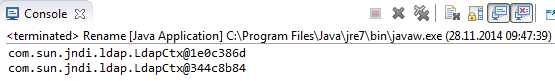 Console
<terminated> Rename [Java Application] C:\Program Files\Java\jre7\bin\javaw.exe (28.11.2014 09:47:39)
com.sun.jndi.ldap.LdapCtx@1e0c386d
com.sun.jndi.ldap.LdapCtx@344c8b84